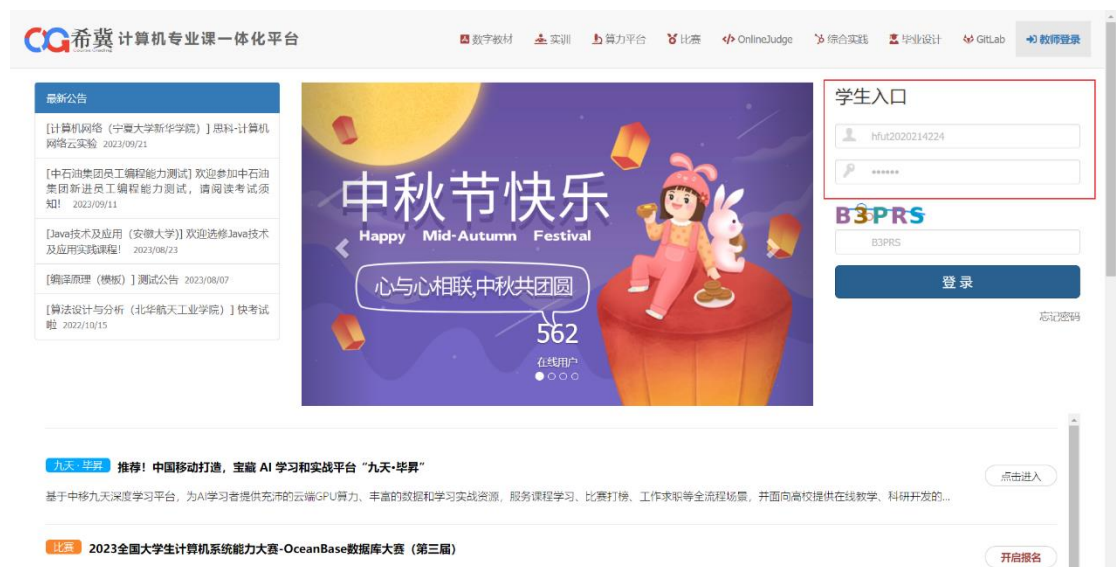 CG希冀 计算机专业课一体化平台
数字教材 实训 算力平台 比赛 OnlineJudge 综合实践 毕业设计 GitLab 教师登录
最新公告
[计算机网络（宁夏大学新华学院）] 思科-计算机
网络云实验 2023/09/21
[中石油集团员工编程能力测试] 欢迎参加中石油
集团新进员工编程能力测试，请阅读考试须
知！ 2023/09/11
[Java技术及应用（安徽大学)] 欢迎选修Java技术
及应用实践课程！ 2023/08/23
[编译原理（模板）] 测试公告 2023/08/07
[算法设计与分析（北华航天工业学院）] 快考试
啦 2022/10/15
中秋节快乐
Happy Mid-Autumn Festival
心与心相联,中秋共团圆
562
在线用户
学生入口
hfut2020214224
••••••
B3PRS
B3PRS
登录
忘记密码
九天·毕昇 推荐！中国移动打造，宝藏 AI 学习和实战平台“九天·毕昇”
点击进入
基于中移九天深度学习平台，为AI学习者提供充沛的云端GPU算力、丰富的数据和学习实战资源，服务课程学习、比赛打榜、工作求职等全流程场景，并面向高校提供在线教学、科研开发的...
比赛 2023全国大学生计算机系统能力大赛-OceanBase数据库大赛（第三届）
开启报名